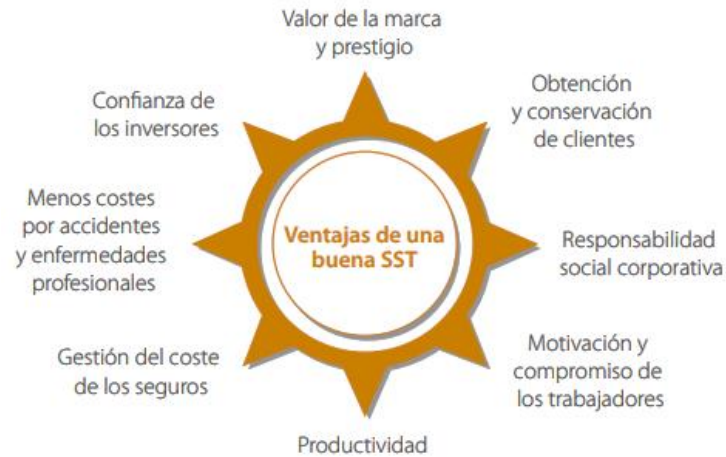 Valor de la marca
y prestigio
Obtención
y conservación
de clientes
Responsabilidad
social corporativa
Motivación y
compromiso de
los trabajadores
Productividad
Gestión del coste
de los seguros
Menos costes
por accidentes
y enfermedades
profesionales
Confianza de
los inversores
Ventajas de una
buena SST